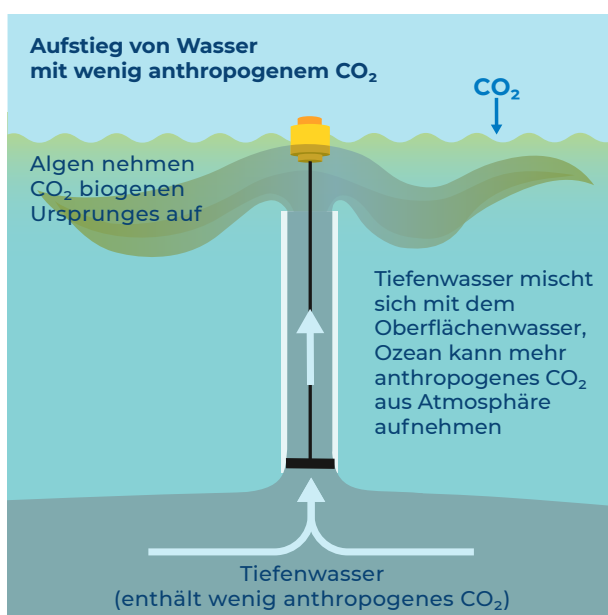 Aufstieg von Wasser
mit wenig anthropogenem CO₂
CO₂
Algen nehmen
CO₂ biogenen
Ursprunges auf
Tiefenwasser mischt
sich mit dem
Oberflächenwasser,
Ozean kann mehr
anthropogenes CO₂
aus Atmosphäre
aufnehmen
Tiefenwasser
(enthält wenig anthropogenes CO₂)